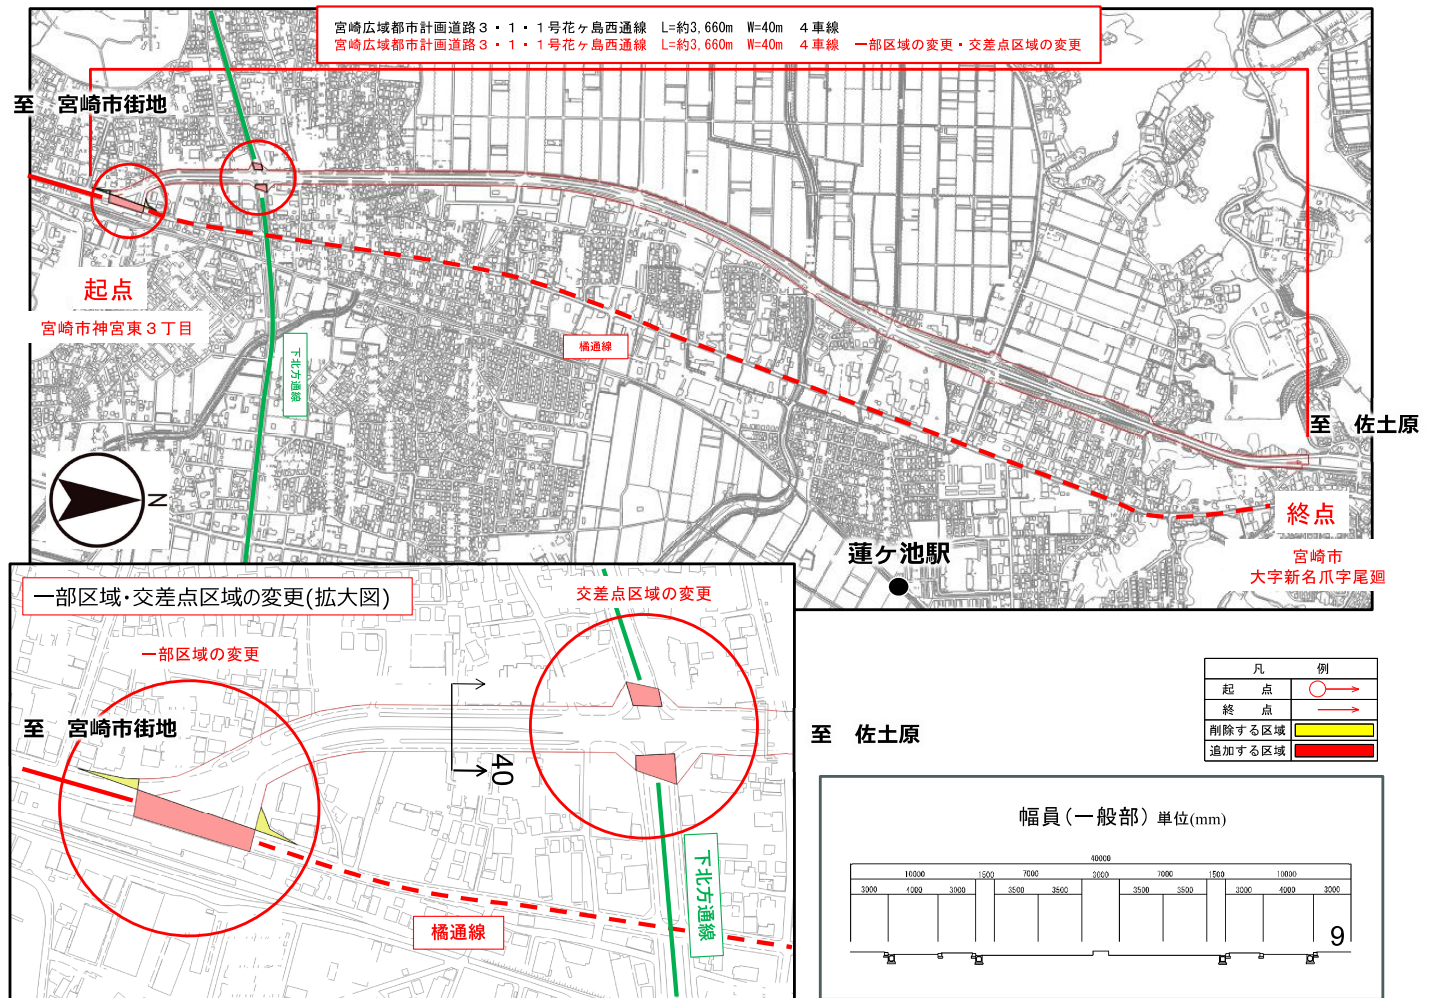 宮崎広域都市計画道路３・１・１号花ヶ島西通線 L=約3,660m W=40m ４車線
宮崎広域都市計画道路３・１・１号花ヶ島西通線 L=約3,660m W=40m ４車線 一部区域の変更・交差点区域の変更
至 宮崎市街地
起点
宮崎市神宮東３丁目
下北方通線
橘通線
至 佐土原
N
終点
宮崎市
大字新名爪字尾廻
蓮ヶ池駅
一部区域・交差点区域の変更(拡大図)
交差点区域の変更
一部区域の変更
至 宮崎市街地
40
至 佐土原
下北方通線
橘通線
凡 例
起 点
終 点
削除する区域
追加する区域
幅員(一般部) 単位(mm)
40000
10000 1500 7000 3000 7000 1500 10000
3000 4000 3000 3500 3500 3500 3500 3000 4000 3000
9